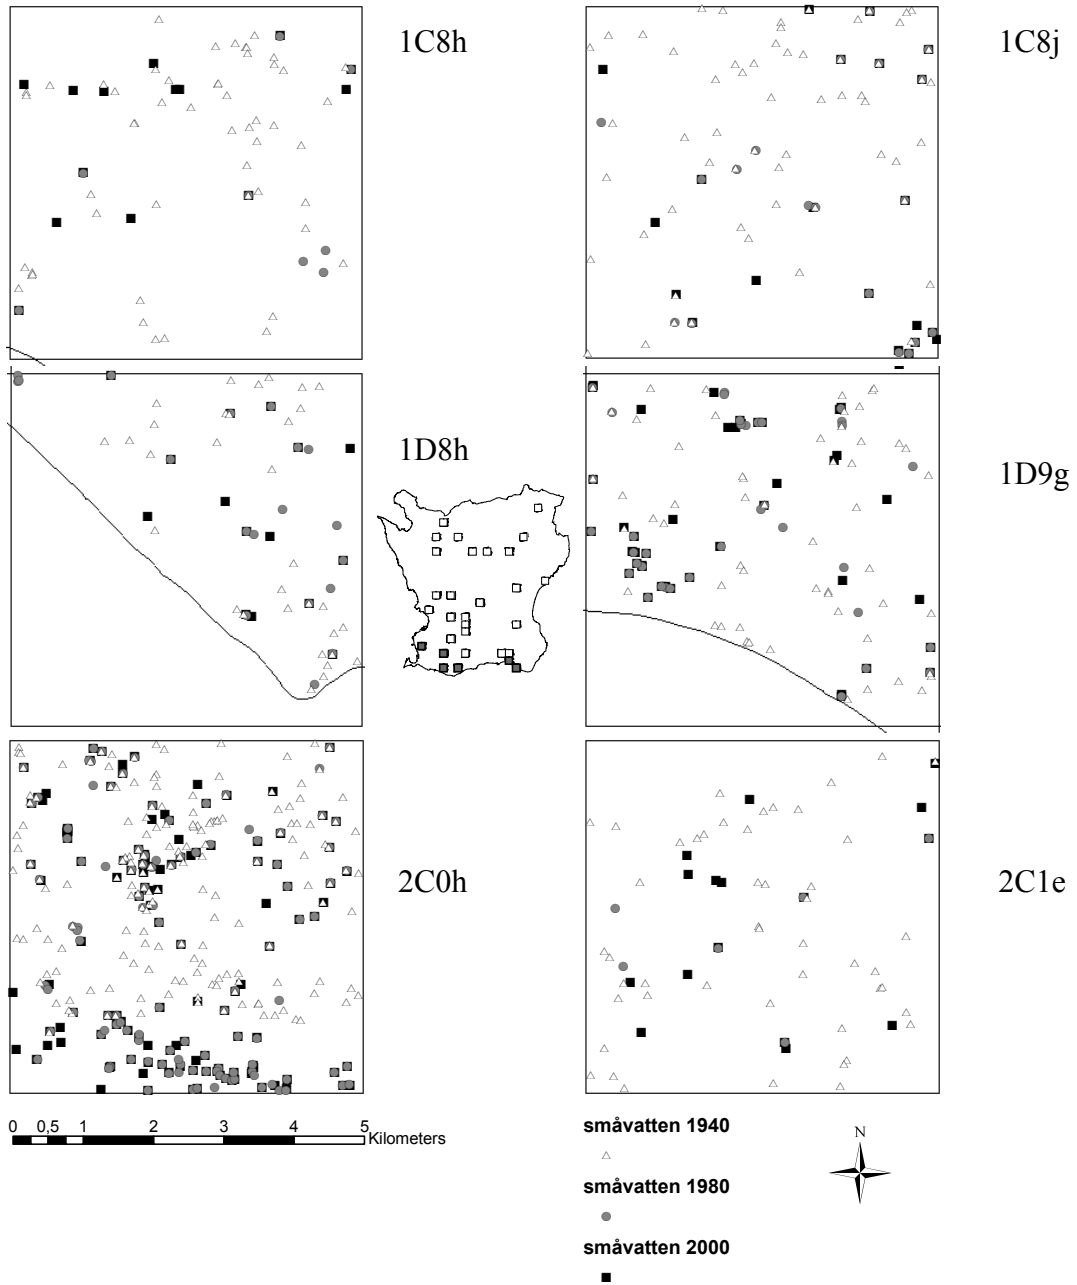 1C8h
1C8j
1D8h
1D9g
2C0h
2C1e
0 0,5 1 2 3 4 5
Kilometers
småvatten 1940
N
småvatten 1980
småvatten 2000